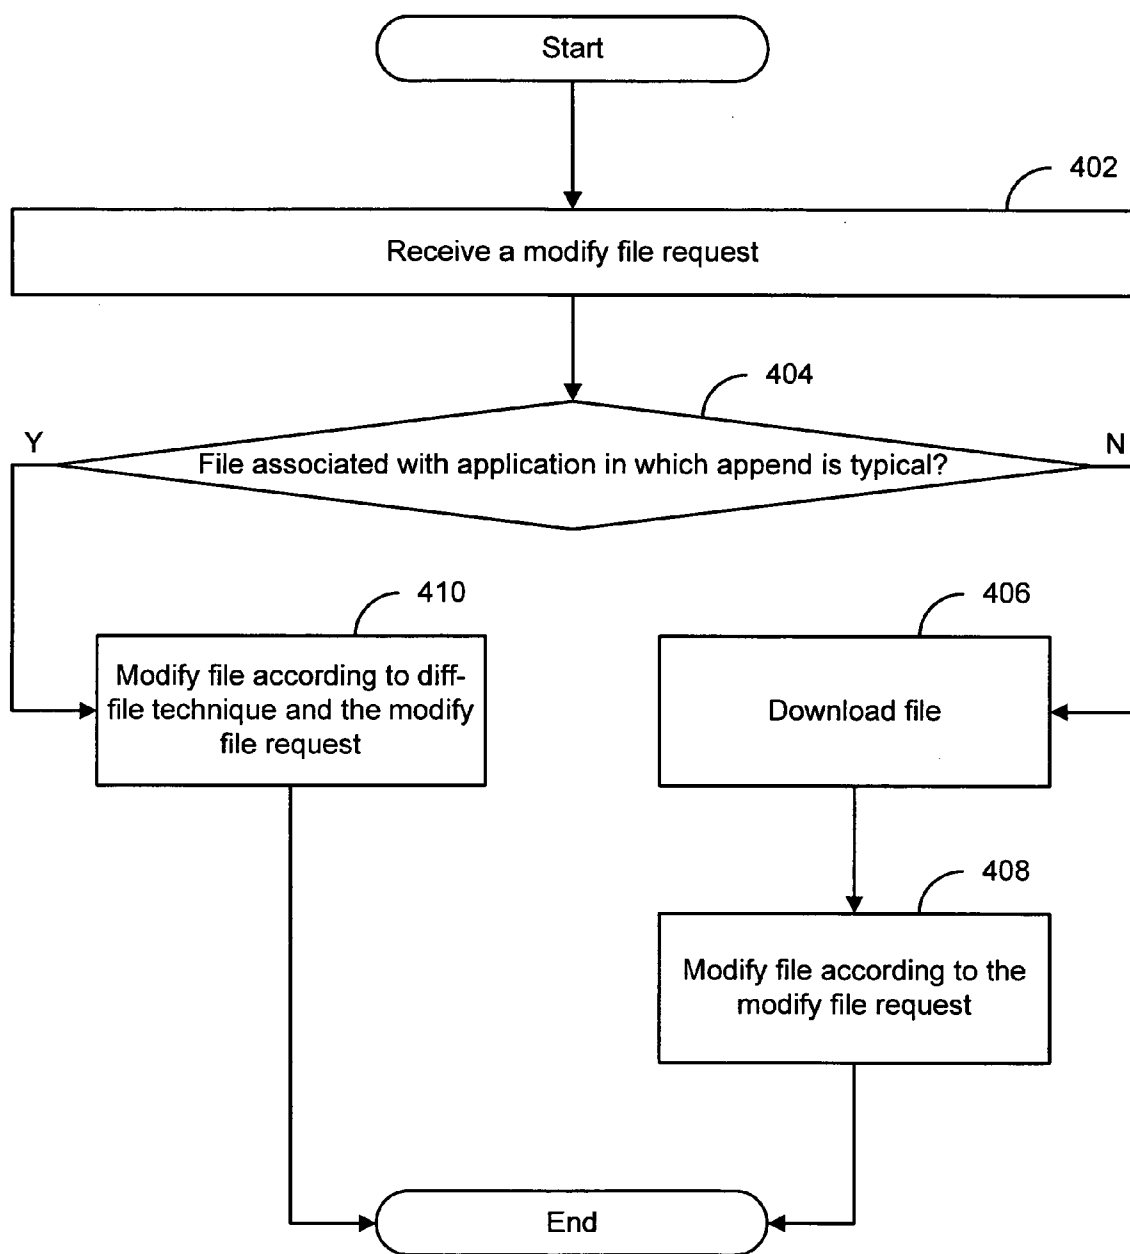 Start
402
Receive a modify file request
404
Y
File associated with application in which append is typical?
N
410
Modify file according to diff-
file technique and the modify
file request
406
Download file
408
Modify file according to the
modify file request
End